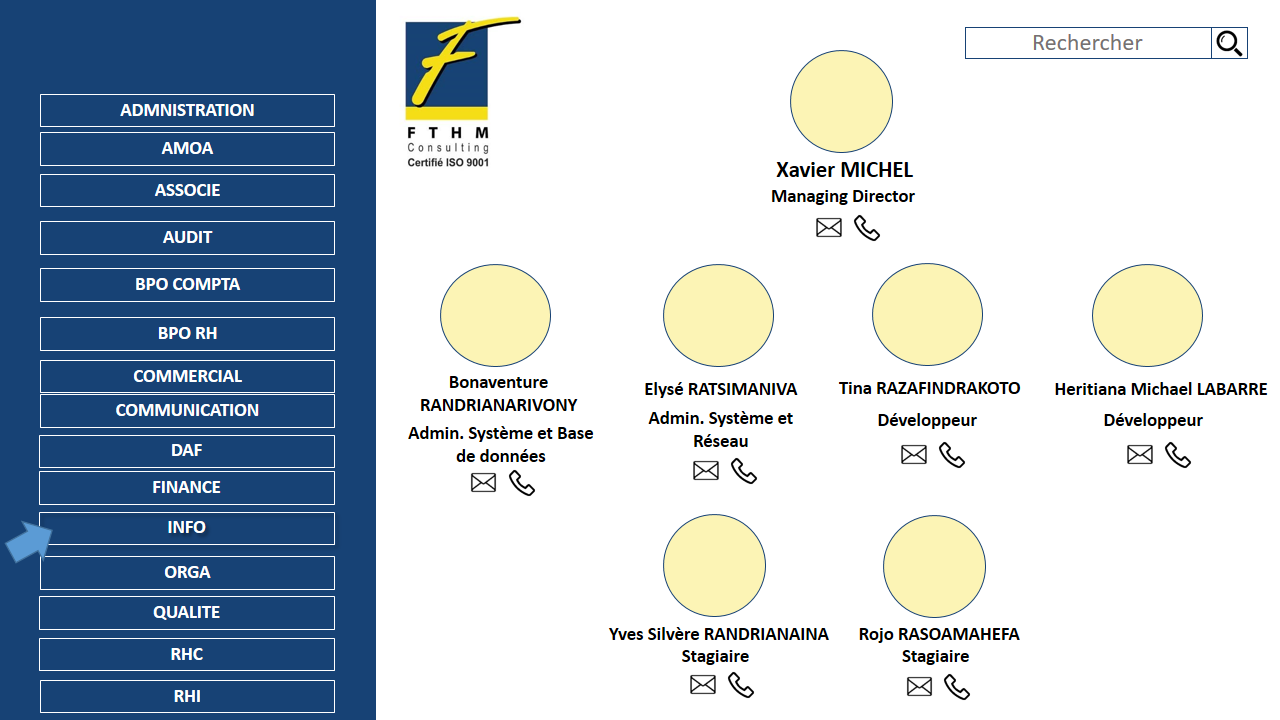 ADMNISTRATION
AMOA
ASSOCIE
AUDIT
BPO COMPTA
BPO RH
COMMERCIAL
COMMUNICATION
DAF
FINANCE
INFO
ORGA
QUALITE
RHC
RHI
F T H M
Consulting
Certifié ISO 9001
Rechercher
Xavier MICHEL
Managing Director
Bonaventure
RANDRIANARIVONY
Admin. Système et Base
de données
Elysé RATSIMANIVA
Admin. Système et
Réseau
Tina RAZAFINDRAKOTO
Développeur
Heritiana Michael LABARRE
Développeur
Yves Silvère RANDRIANAINA
Stagiaire
Rojo RASOAMAHEFA
Stagiaire